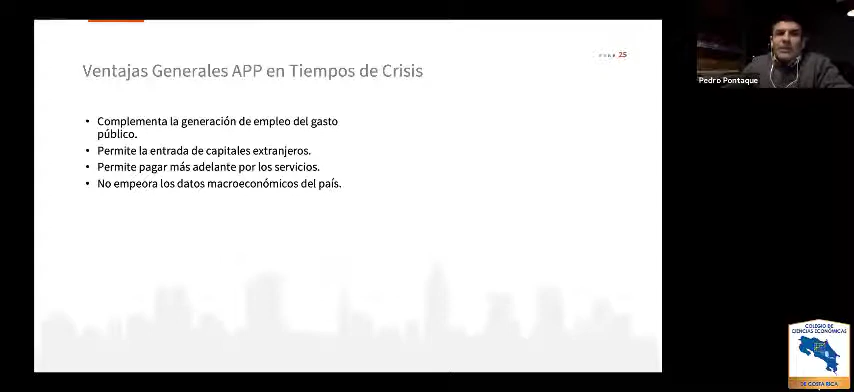 PAGE 25
Ventajas Generales APP en Tiempos de Crisis
• Complementa la generación de empleo del gasto
público.
• Permite la entrada de capitales extranjeros.
• Permite pagar más adelante por los servicios.
• No empeora los datos macroeconómicos del país.
Pedro Pontaque
COLEGIO DE
CIENCIAS ECONÓMICAS
DE COSTA RICA